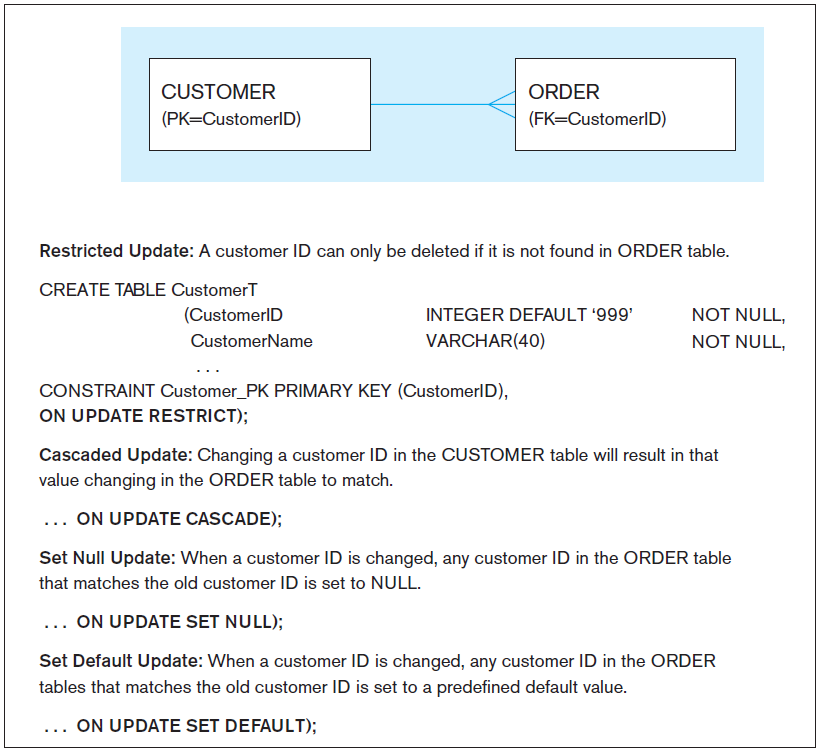 CUSTOMER
(PK=CustomerID)
ORDER
(FK=CustomerID)
Restricted Update: A customer ID can only be deleted if it is not found in ORDER table.
CREATE TABLE CustomerT
(CustomerID INTEGER DEFAULT ‘999’ NOT NULL,
CustomerName VARCHAR(40) NOT NULL,
. . .
CONSTRAINT Customer_PK PRIMARY KEY (CustomerID),
ON UPDATE RESTRICT);
Cascaded Update: Changing a customer ID in the CUSTOMER table will result in that
value changing in the ORDER table to match.
. . . ON UPDATE CASCADE);
Set Null Update: When a customer ID is changed, any customer ID in the ORDER table
that matches the old customer ID is set to NULL.
. . . ON UPDATE SET NULL);
Set Default Update: When a customer ID is changed, any customer ID in the ORDER
tables that matches the old customer ID is set to a predefined default value.
. . . ON UPDATE SET DEFAULT);